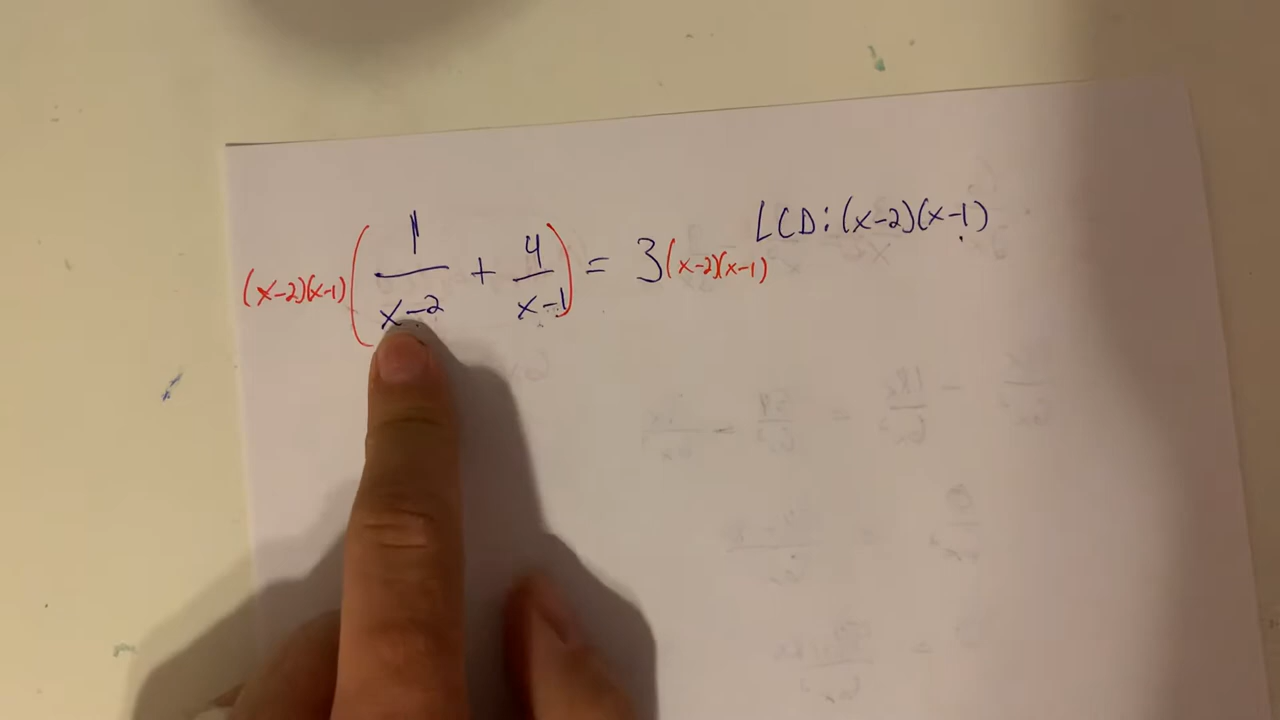 LCD: (x-2)(x-1)
(x-2)(x-1) ( 1/(x-2) + 4/(x-1) ) = 3 (x-2)(x-1)